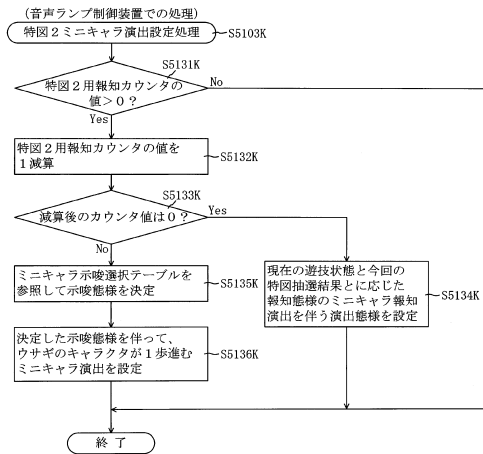 (音声ランプ制御装置での処理)
特図２ミニキャラ演出設定処理
S5103K
S5131K
特図２用報知カウンタの
値＞０？
No
Yes
特図２用報知カウンタの値を
１減算
S5132K
S5133K
減算後のカウンタ値は０？
Yes
No
ミニキャラ示唆選択テーブルを
参照して示唆態様を決定
S5135K
現在の遊技状態と今回の
特図抽選結果とに応じた
報知態様のミニキャラ報知
演出を伴う演出態様を設定
S5134K
決定した示唆態様を伴って、
ウサギのキャラクタが１歩進む
ミニキャラ演出を設定
S5136K
終了